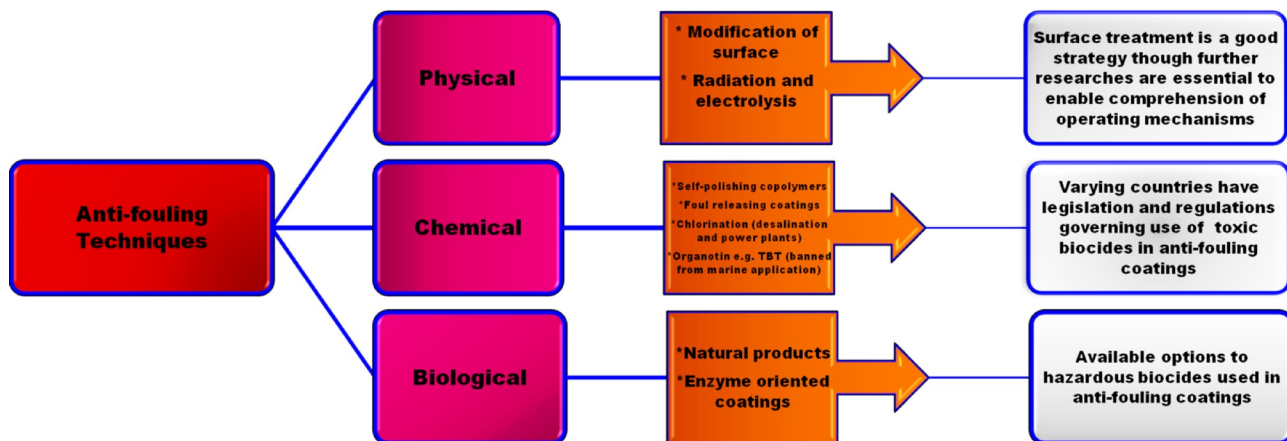 Anti-fouling
Techniques
Physical
* Modification of
surface
* Radiation and
electrolysis
Surface treatment is a good
strategy though further
researches are essential to
enable comprehension of
operating mechanisms
Chemical
*Self-polishing copolymers
*Foul releasing coatings
*Chlorination (desalination
and power plants)
*Organotin e.g. TBT (banned
from marine application)
Varying countries have
legislation and regulations
governing use of toxic
biocides in anti-fouling
coatings
Biological
*Natural products
*Enzyme oriented
coatings
Available options to
hazardous biocides used in
anti-fouling coatings